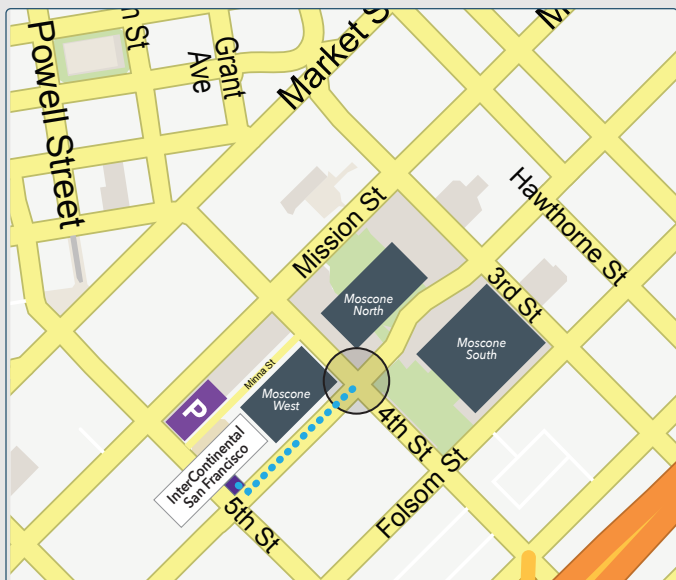 Powell Street
n St
Grant
Ave
Market S
M
Mission St
Hawthorne St
Moscone
North
3rd St
Moscone
South
Minna St
Moscone
West
P
4th St
InterContinental
San Francisco
5th St
Folsom St